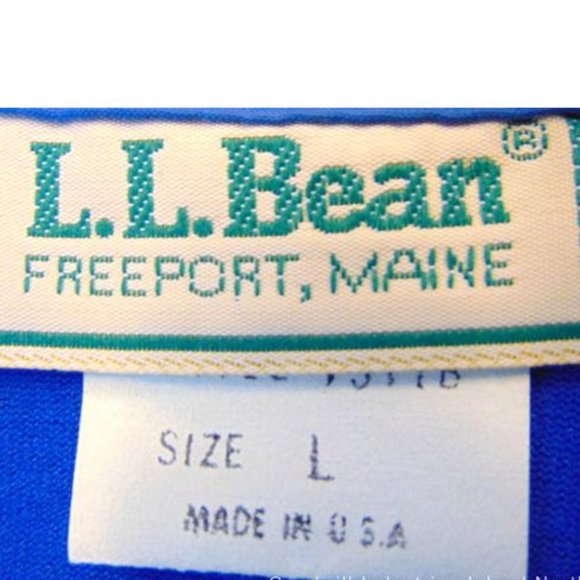 L.L.Bean®
FREEPORT, MAINE
SIZE L
MADE IN U S.A